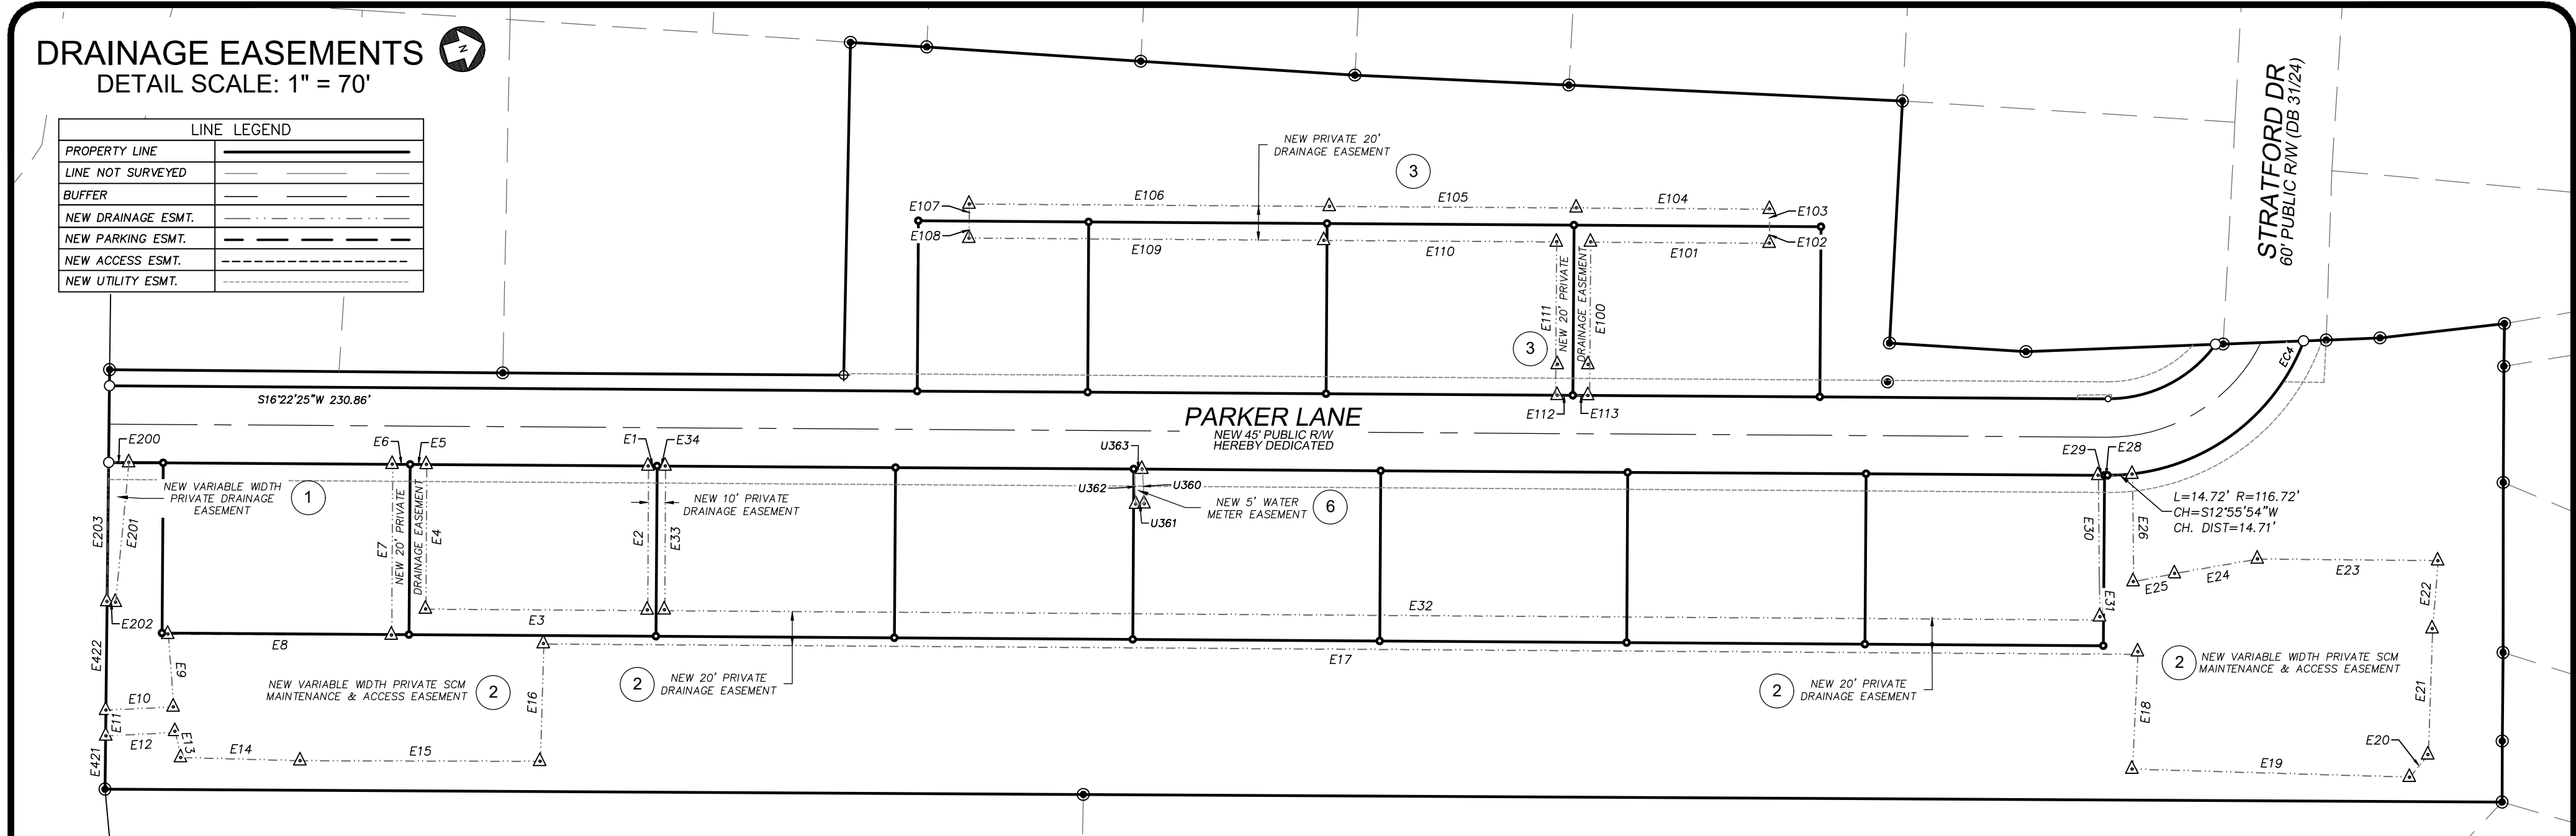 DRAINAGE EASEMENTS
N
DETAIL SCALE: 1" = 70'
LINE LEGEND
PROPERTY LINE
LINE NOT SURVEYED
BUFFER
NEW DRAINAGE ESMT.
NEW PARKING ESMT.
NEW ACCESS ESMT.
NEW UTILITY ESMT.
STRATFORD DR
60' PUBLIC R/W (DB 31/24)
NEW PRIVATE 20'
DRAINAGE EASEMENT
3
E107
E106
E105
E104
E103
E108
E109
E110
E101
E102
E111
NEW 20' PRIVATE
DRAINAGE EASEMENT
E100
3
E112
E113
EC4
S16°22'25"W 230.86'
PARKER LANE
NEW 45' PUBLIC R/W
HEREBY DEDICATED
E200
E6
E5
E1
E34
U363
E29
E28
NEW VARIABLE WIDTH
PRIVATE DRAINAGE
EASEMENT
1
E203
E201
E202
E7
NEW 20' PRIVATE
DRAINAGE EASEMENT
E4
E2
E33
NEW 10' PRIVATE
DRAINAGE EASEMENT
U362
U360
U361
NEW 5' WATER
METER EASEMENT
6
L=14.72' R=116.72'
CH=S12°55'54"W
CH. DIST=14.71'
E30
E26
E31
E25
E24
E23
E22
E3
E32
E8
E17
E422
E9
E10
E11
E12
E13
E421
E14
E15
E16
NEW VARIABLE WIDTH PRIVATE SCM
MAINTENANCE & ACCESS EASEMENT
2
2
NEW 20' PRIVATE
DRAINAGE EASEMENT
2
NEW 20' PRIVATE
DRAINAGE EASEMENT
2
NEW VARIABLE WIDTH PRIVATE SCM
MAINTENANCE & ACCESS EASEMENT
E18
E21
E20
E19